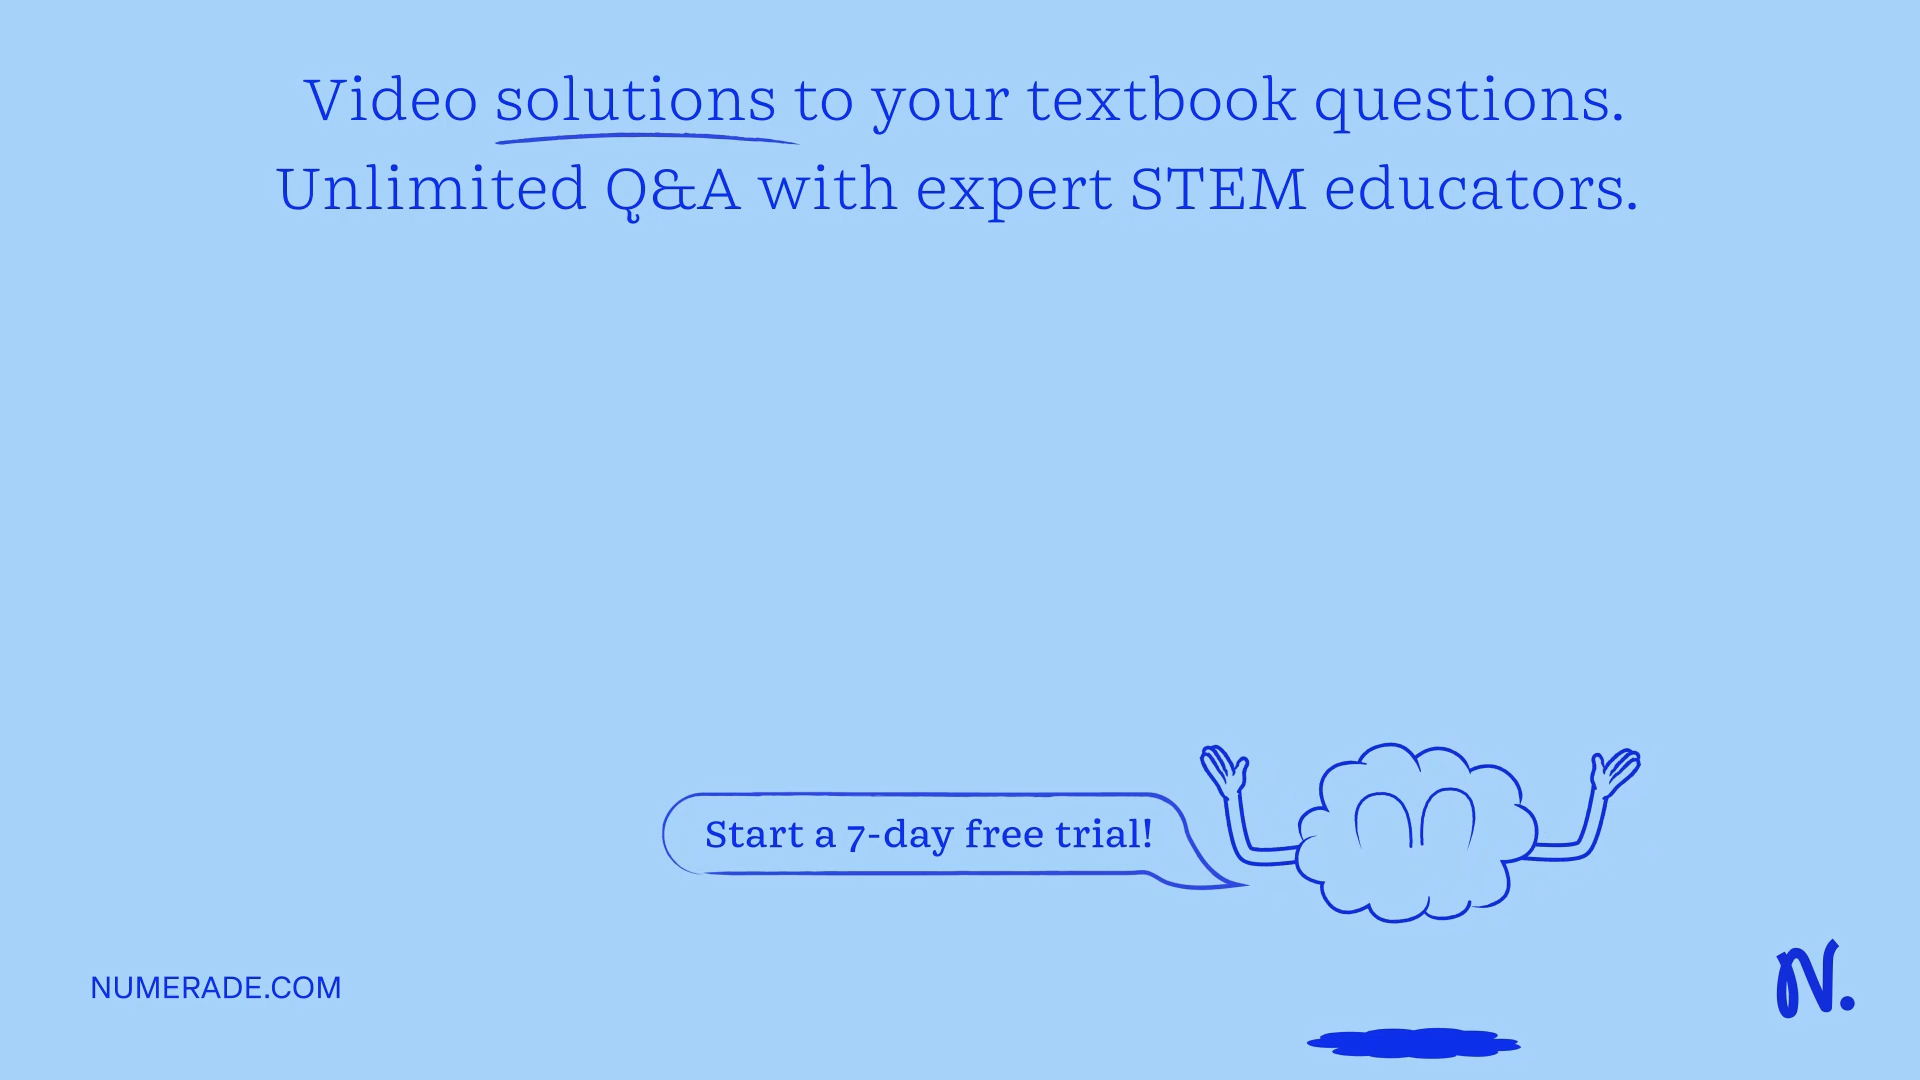 Video solutions to your textbook questions.
Unlimited Q&A with expert STEM educators.
Start a 7-day free trial!
NUMERADE.COM
N.